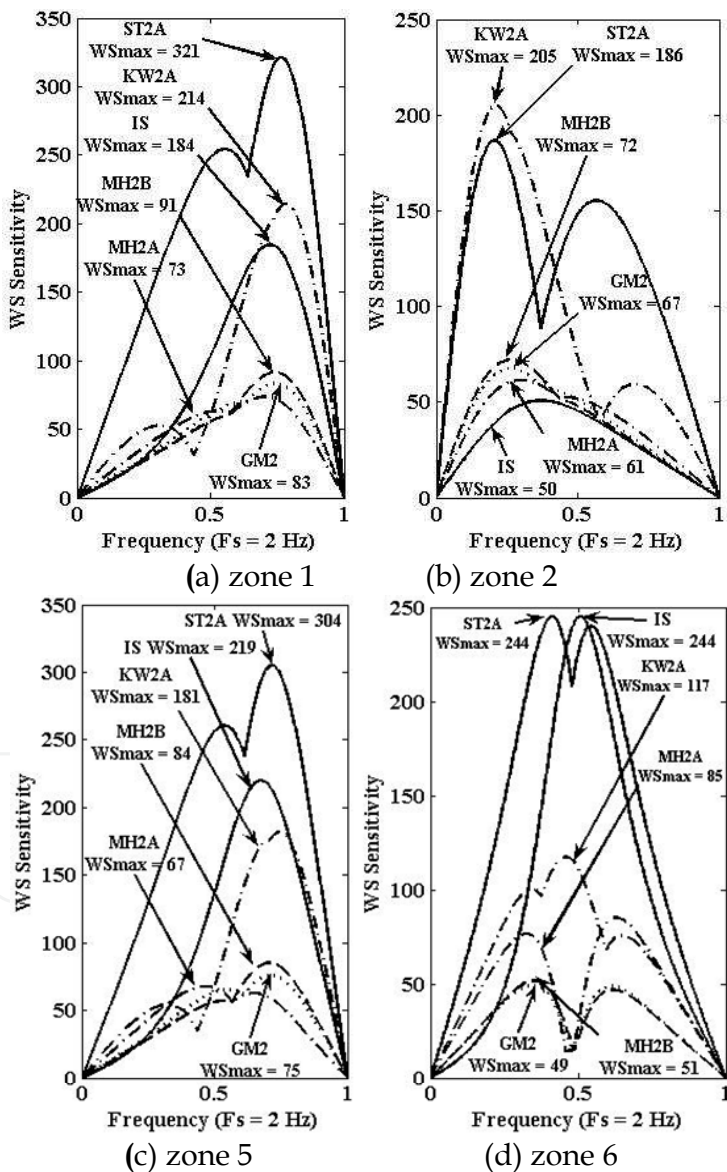 ST2A
WSmax = 321
KW2A
WSmax = 214
IS
WSmax = 184
MH2B
WSmax = 91
MH2A
WSmax = 73
GM2
WSmax = 83
WS Sensitivity
350
300
250
200
150
100
50
0
0
0.5
1
Frequency (Fs = 2 Hz)
(a) zone 1
KW2A
WSmax = 205
ST2A
WSmax = 186
MH2B
WSmax = 72
GM2
WSmax = 67
MH2A
WSmax = 61
IS
WSmax = 50
WS Sensitivity
250
200
150
100
50
0
0
0.5
1
Frequency (Fs = 2 Hz)
(b) zone 2
ST2A WSmax = 304
IS WSmax = 219
KW2A
WSmax = 181
MH2B
WSmax = 84
MH2A
WSmax = 67
GM2
WSmax = 75
WS Sensitivity
350
300
250
200
150
100
50
0
0
0.5
1
Frequency (Fs = 2 Hz)
(c) zone 5
ST2A
WSmax = 244
IS
WSmax = 244
KW2A
WSmax = 117
MH2A
WSmax = 85
GM2
WSmax = 49
MH2B
WSmax = 51
WS Sensitivity
250
200
150
100
50
0
0
0.5
1
Frequency (Fs = 2 Hz)
(d) zone 6